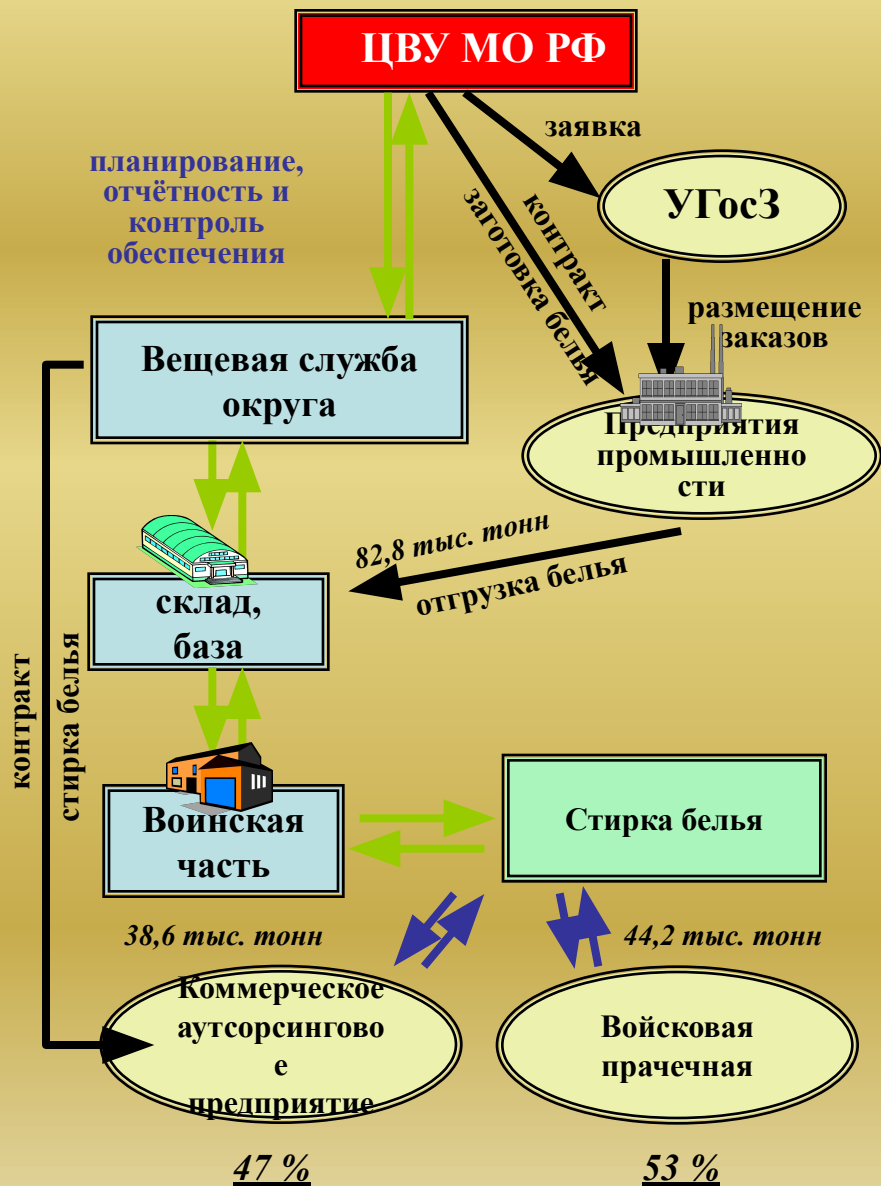 ЦВУ МО РФ
заявка
планирование,
отчётность и
контроль
обеспечения
УГосЗ
контракт
заготовка белья
размещение
заказов
Вещевая служба
округа
Предприятия
промышленно
сти
82,8 тыс. тонн
отгрузка белья
склад,
база
контракт
стирка белья
Воинская
часть
Стирка белья
38,6 тыс. тонн
44,2 тыс. тонн
Коммерческое
аутсорсингово
е
предприятие
Войсковая
прачечная
47 %
53 %